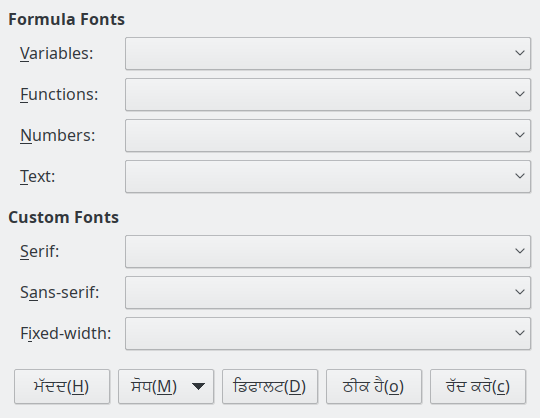 Formula Fonts
Variables:
Functions:
Numbers:
Text:
Custom Fonts
Serif:
Sans-serif:
Fixed-width:
ਮੱਦਦ(H) ਸੋਧ(M) ਡਿਫਾਲਟ(D) ਠੀਕ ਹੈ(o) ਰੱਦ ਕਰੋ(c)